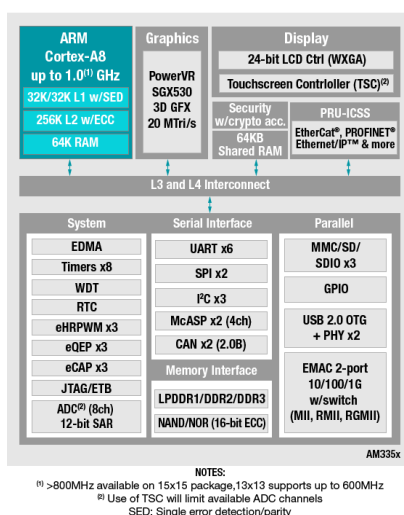 ARM
Cortex-A8
up to 1.0(1) GHz
32K/32K L1 w/SED
256K L2 w/ECC
64K RAM
Graphics
PowerVR
SGX530
3D GFX
20 MTri/s
Display
24-bit LCD Ctrl (WXGA)
Touchscreen Controller (TSC)(2)
Security
w/crypto acc.
64KB
Shared RAM
PRU-ICSS
EtherCat®, PROFINET®
Ethernet/IP™ & more
L3 and L4 Interconnect
System
EDMA
Timers x8
WDT
RTC
eHRPWM x3
eQEP x3
eCAP x3
JTAG/ETB
ADC(2) (8ch)
12-bit SAR
Serial Interface
UART x6
SPI x2
I²C x3
McASP x2 (4ch)
CAN x2 (2.0B)
Memory Interface
LPDDR1/DDR2/DDR3
NAND/NOR (16-bit ECC)
Parallel
MMC/SD/
SDIO x3
GPIO
USB 2.0 OTG
+ PHY x2
EMAC 2-port
10/100/1G
w/switch
(MII, RMII, RGMII)
AM335x
NOTES:
(1) >800MHz available on 15x15 package,13x13 supports up to 600MHz
(2) Use of TSC will limit available ADC channels
SED: Single error detection/parity